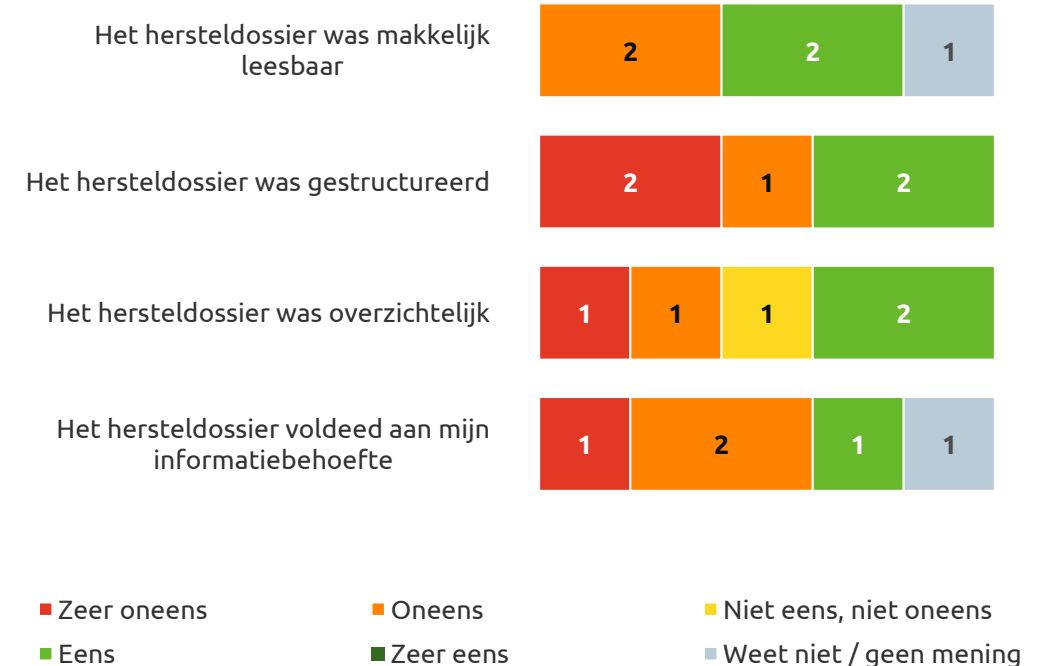 Het hersteldossier was makkelijk
leesbaar
2 2 1
Het hersteldossier was gestructureerd
2 1 2
Het hersteldossier was overzichtelijk
1 1 1 2
Het hersteldossier voldeed aan mijn
informatiebehoefte
1 2 1 1
Zeer oneens
Oneens
Niet eens, niet oneens
Eens
Zeer eens
Weet niet / geen mening